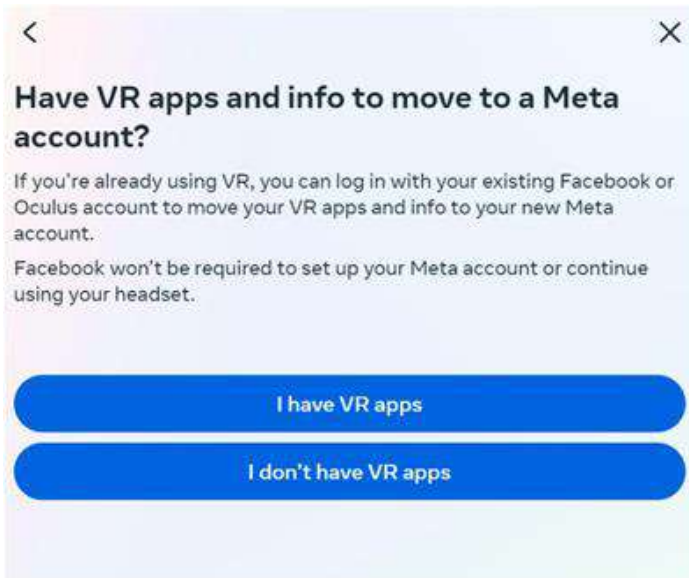 Have VR apps and info to move to a Meta
account?
If you're already using VR, you can log in with your existing Facebook or
Oculus account to move your VR apps and info to your new Meta
account.
Facebook won't be required to set up your Meta account or continue
using your headset.
I have VR apps
I don't have VR apps